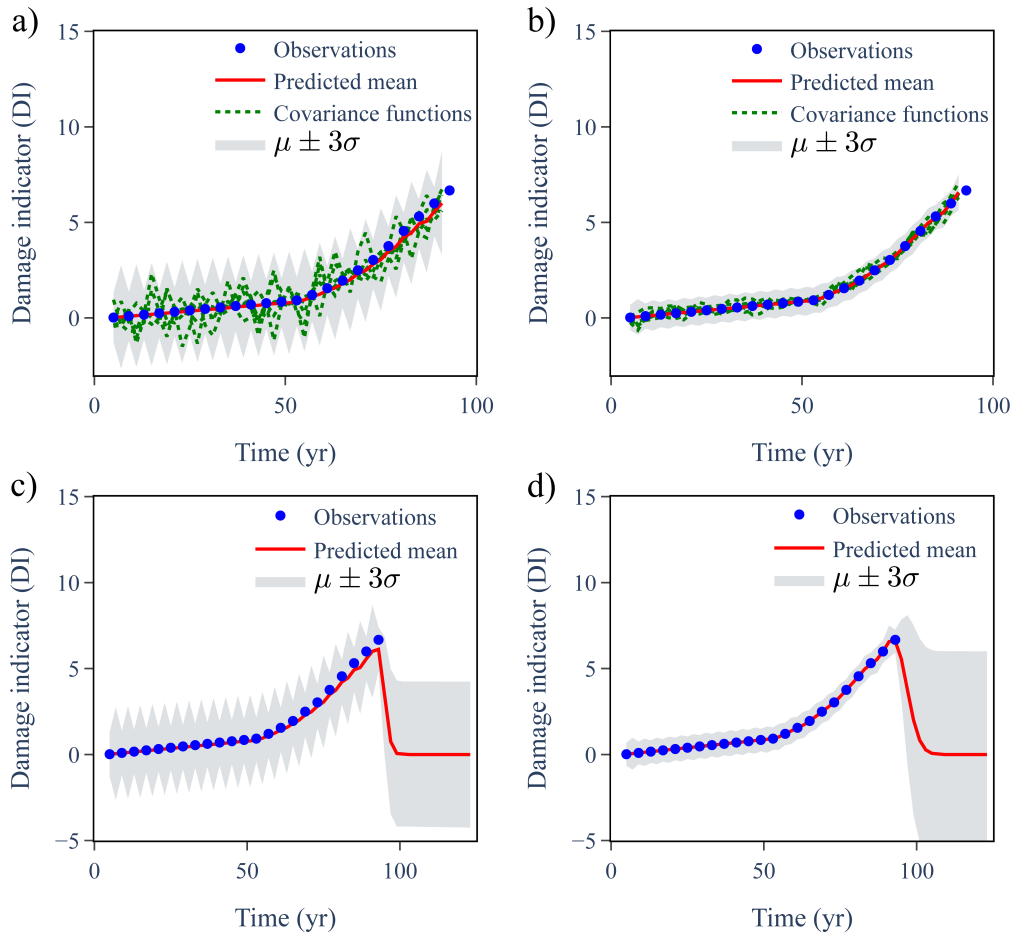 a)
15
10
5
0
Damage indicator (DI)
Observations
Predicted mean
Covariance functions
μ ± 3σ
0
50
100
Time (yr)
b)
15
10
5
0
Damage indicator (DI)
Observations
Predicted mean
Covariance functions
μ ± 3σ
0
50
100
Time (yr)
c)
15
10
5
0
−5
Damage indicator (DI)
Observations
Predicted mean
μ ± 3σ
0
50
100
Time (yr)
d)
15
10
5
0
−5
Damage indicator (DI)
Observations
Predicted mean
μ ± 3σ
0
50
100
Time (yr)